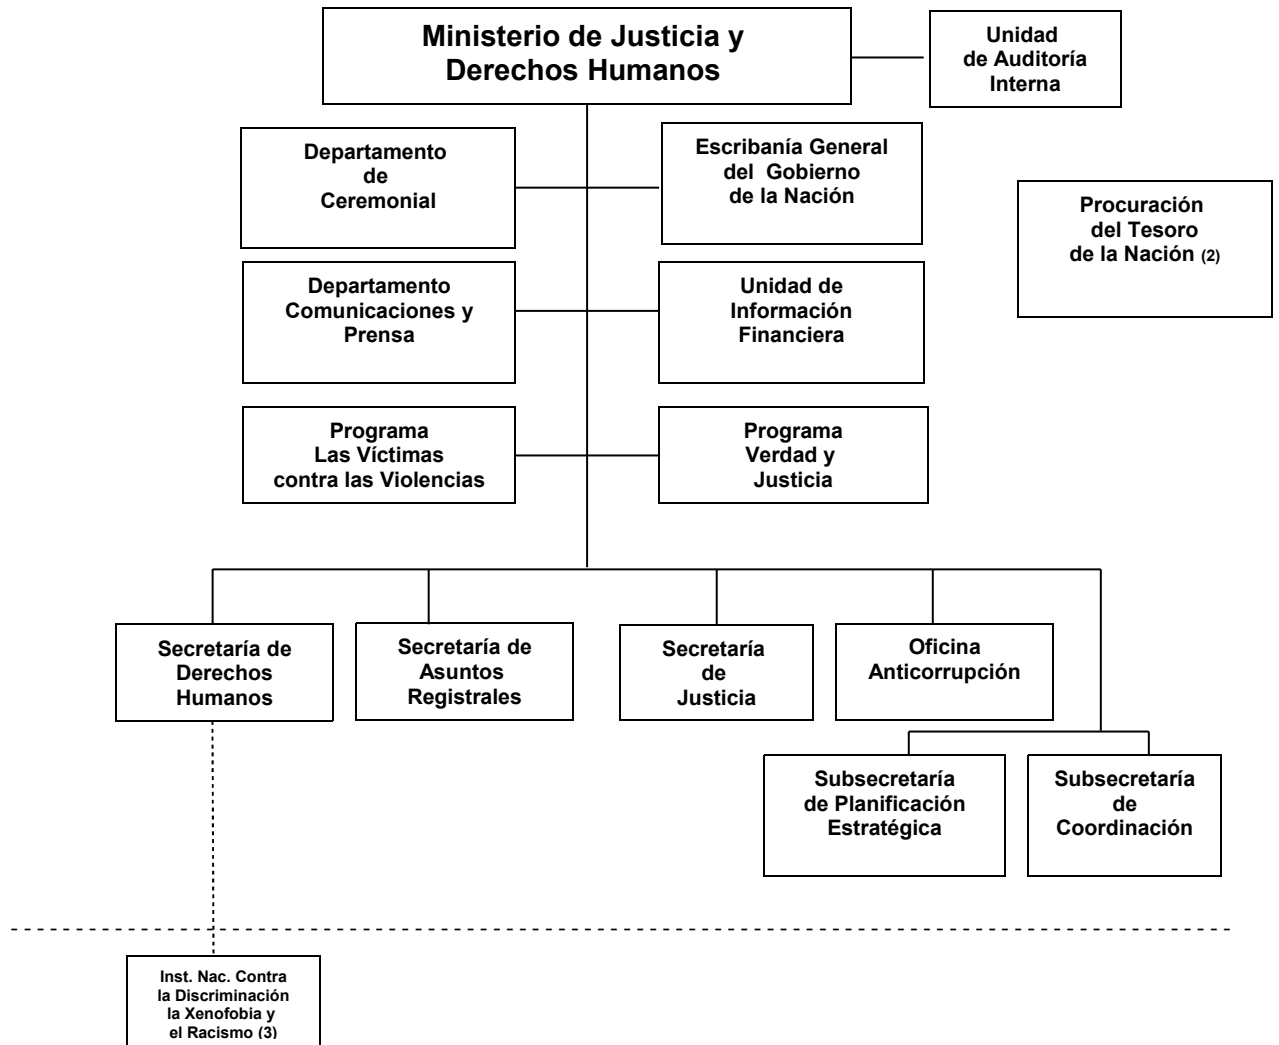 Ministerio de Justicia y
Derechos Humanos
Unidad
de Auditoría
Interna
Departamento
de
Ceremonial
Escribanía General
del Gobierno
de la Nación
Procuración
del Tesoro
de la Nación (2)
Departamento
Comunicaciones y
Prensa
Unidad de
Información
Financiera
Programa
Las Víctimas
contra las Violencias
Programa
Verdad y
Justicia
Secretaría de
Derechos
Humanos
Secretaría de
Asuntos
Registrales
Secretaría
de
Justicia
Oficina
Anticorrupción
Subsecretaría
de Planificación
Estratégica
Subsecretaría
de
Coordinación
Inst. Nac. Contra
la Discriminación
la Xenofobia y
el Racismo (3)